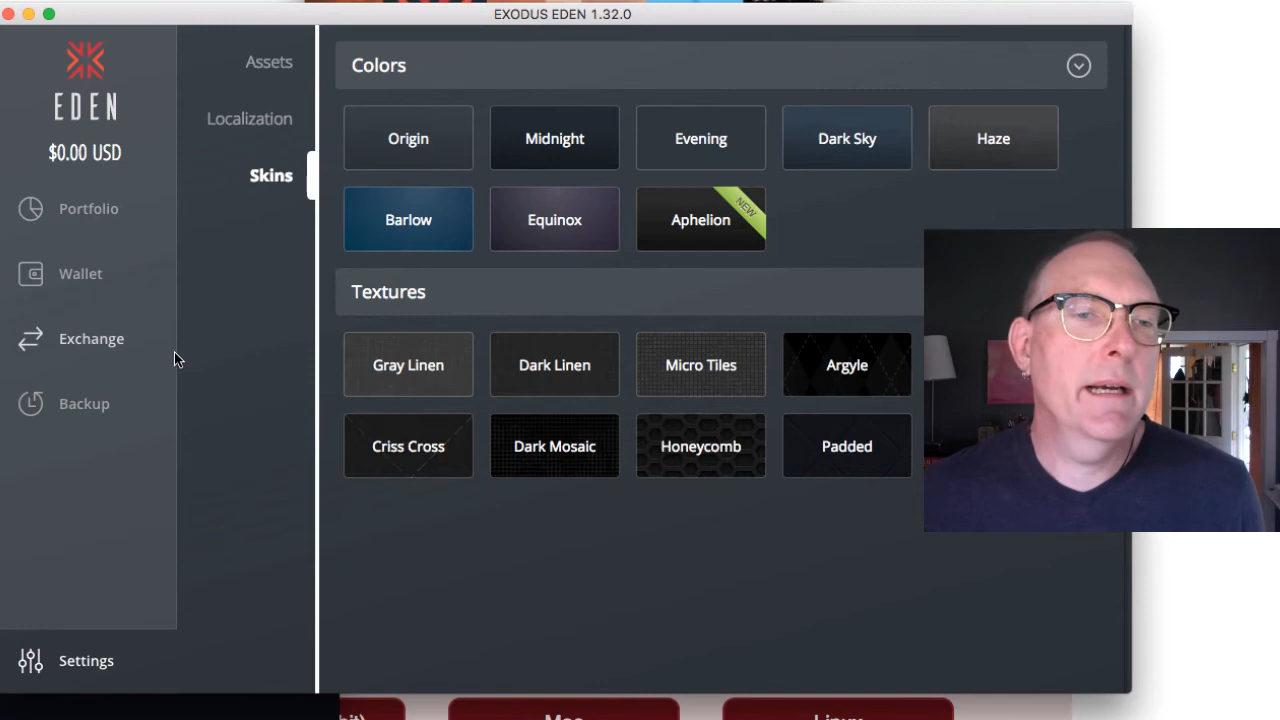 EXODUS EDEN 1.32.0
EDEN
$0.00 USD
Portfolio
Wallet
Exchange
Backup
Settings
Assets
Localization
Skins
Colors
Origin
Midnight
Evening
Dark Sky
Haze
Barlow
Equinox
Aphelion
NEW
Textures
Gray Linen
Dark Linen
Micro Tiles
Argyle
Criss Cross
Dark Mosaic
Honeycomb
Padded
Mac
Linux